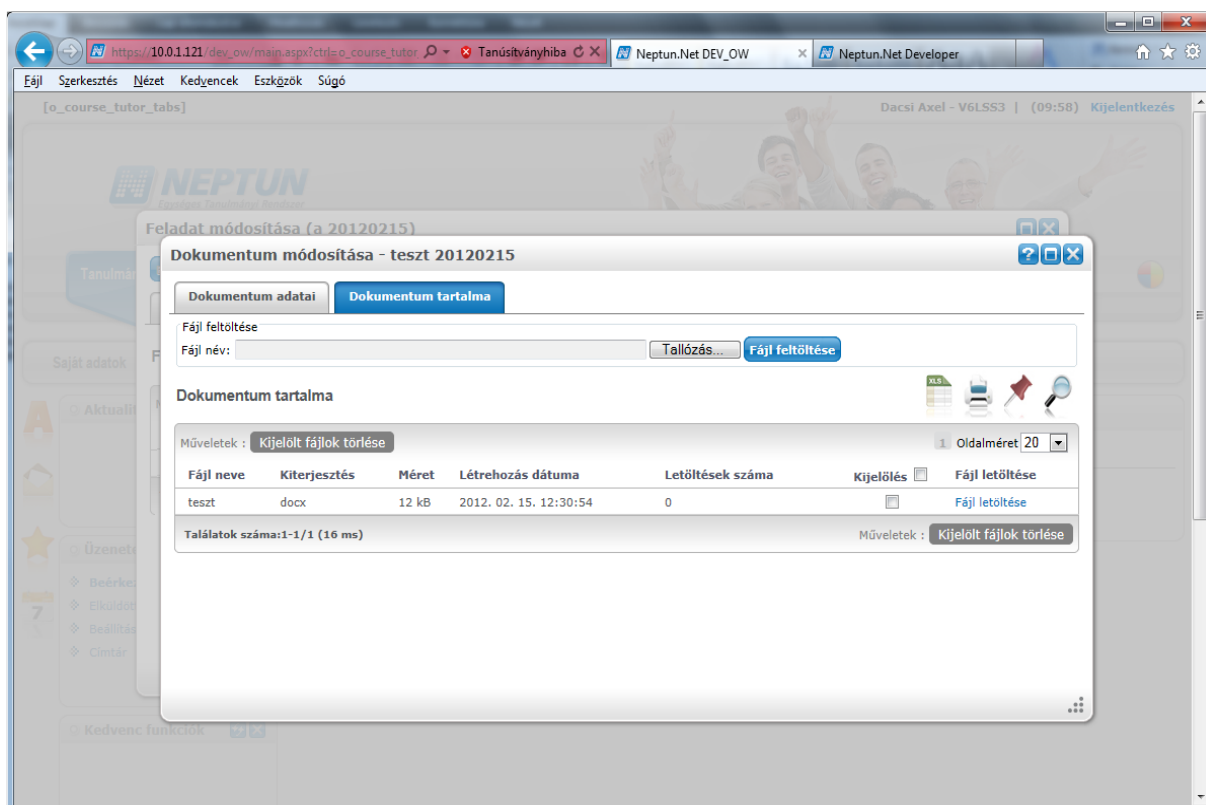 https://10.0.1.121/dev_ow/main.aspx?ctrl=o_course_tutor
Tanúsítványhiba
Neptun.Net DEV_OW
Neptun.Net Developer
Fájl Szerkesztés Nézet Kedvencek Eszközök Súgó
[o_course_tutor_tabs]
Dacsi Axel - V6LSS3 | (09:58) Kijelentkezés
NEPTUN
Egységes Tanulmányi Rendszer
Feladat módosítása (a 20120215)
Dokumentum módosítása - teszt 20120215
Dokumentum adatai Dokumentum tartalma
Fájl feltöltése
Fájl név: Tallózás... Fájl feltöltése
Saját adatok
Dokumentum tartalma
XLS
Műveletek : Kijelölt fájlok törlése 1 Oldalméret 20
Fájl neve Kiterjesztés Méret Létrehozás dátuma Letöltések száma Kijelölés Fájl letöltése
teszt docx 12 kB 2012. 02. 15. 12:30:54 0 Fájl letöltése
Találatok száma:1-1/1 (16 ms) Műveletek : Kijelölt fájlok törlése
7
Címtár
Kedvenc funkciók